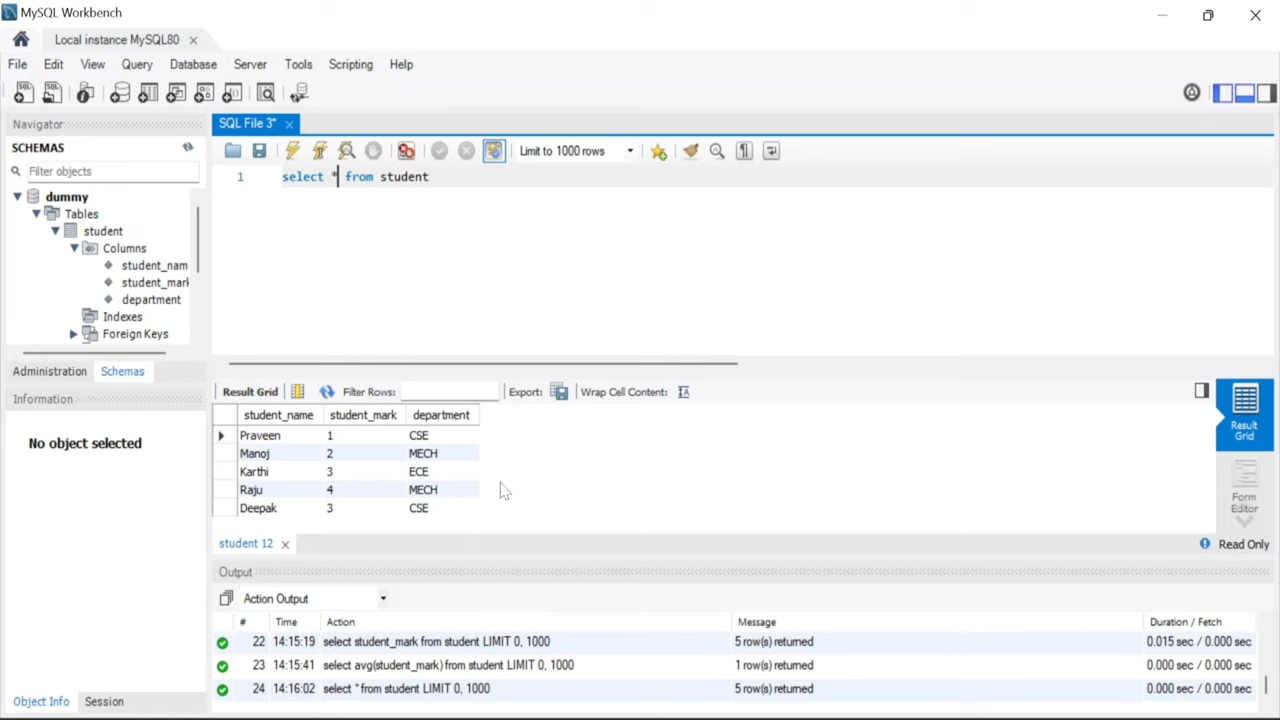 MySQL Workbench
Local instance MySQL80
File Edit View Query Database Server Tools Scripting Help
Navigator
SQL File 3*
SCHEMAS
Filter objects
Limit to 1000 rows
1 select * from student
dummy
Tables
student
Columns
student_nam
student_mark
department
Indexes
Foreign Keys
Administration Schemas
Information
No object selected
Result Grid Filter Rows: Export: Wrap Cell Content:
student_name student_mark department
Praveen 1 CSE
Manoj 2 MECH
Karthi 3 ECE
Raju 4 MECH
Deepak 3 CSE
Result
Grid
Form
Editor
student 12
Read Only
Output
Action Output
# Time Action Message Duration / Fetch
22 14:15:19 select student_mark from student LIMIT 0, 1000 5 row(s) returned 0.015 sec / 0.000 sec
23 14:15:41 select avg(student_mark) from student LIMIT 0, 1000 1 row(s) returned 0.000 sec / 0.000 sec
24 14:16:02 select * from student LIMIT 0, 1000 5 row(s) returned 0.000 sec / 0.000 sec
Object Info Session